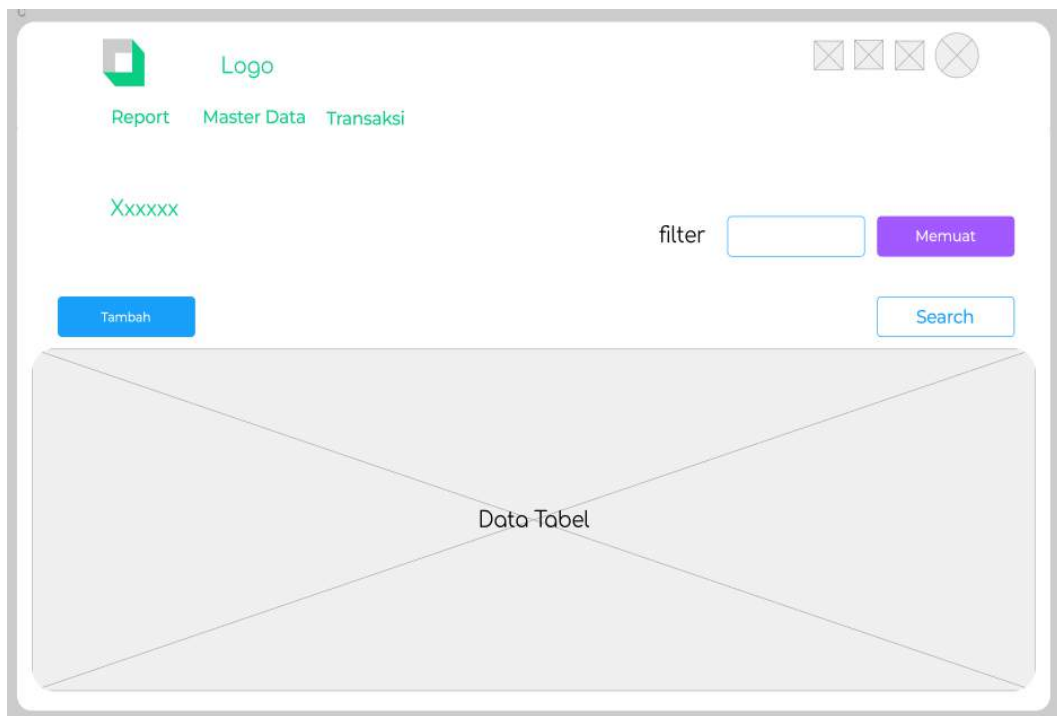 Logo
Report Master Data Transaksi
Xxxxxx
filter Memuat
Tambah Search
Data Tabel